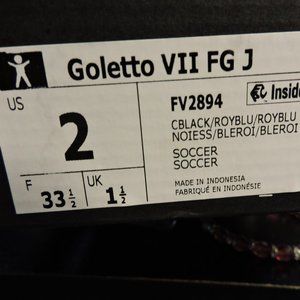 Goletto VII FG J
US
2
F
33 1/2
UK
1 1/2
FV2894
Inside
CBLACK/ROYBLU/ROYBLU
NOIESS/BLEROI/BLEROI
SOCCER
SOCCER
MADE IN INDONESIA
FABRIQUÉ EN INDONÉSIE